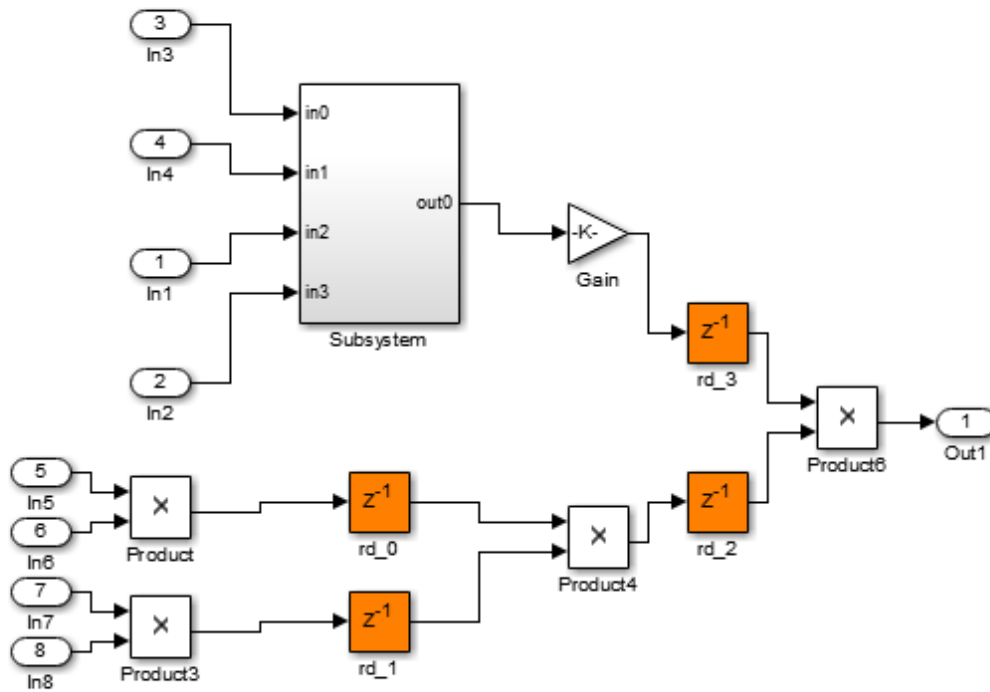 3
In3
4
In4
1
In1
2
In2
in0
in1
in2
in3
out0
Subsystem
-K-
Gain
z-1
rd_3
5
In5
6
In6
×
Product
z-1
rd_0
7
In7
8
In8
×
Product3
z-1
rd_1
×
Product4
z-1
rd_2
×
Product6
1
Out1